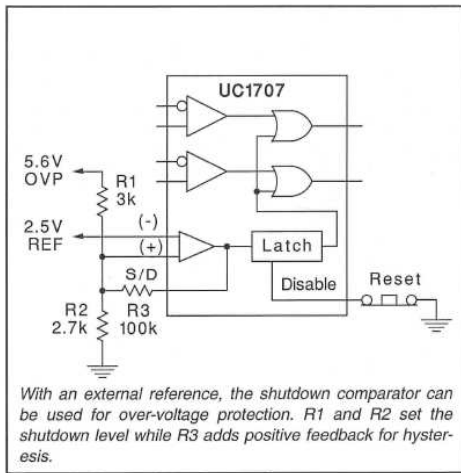 UC1707
5.6V
OVP
R1
3k
2.5V
REF
(-)
(+)
Latch
S/D
Disable
Reset
R2
2.7k
R3
100k
With an external reference, the shutdown comparator can
be used for over-voltage protection. R1 and R2 set the
shutdown level while R3 adds positive feedback for hyster-
esis.